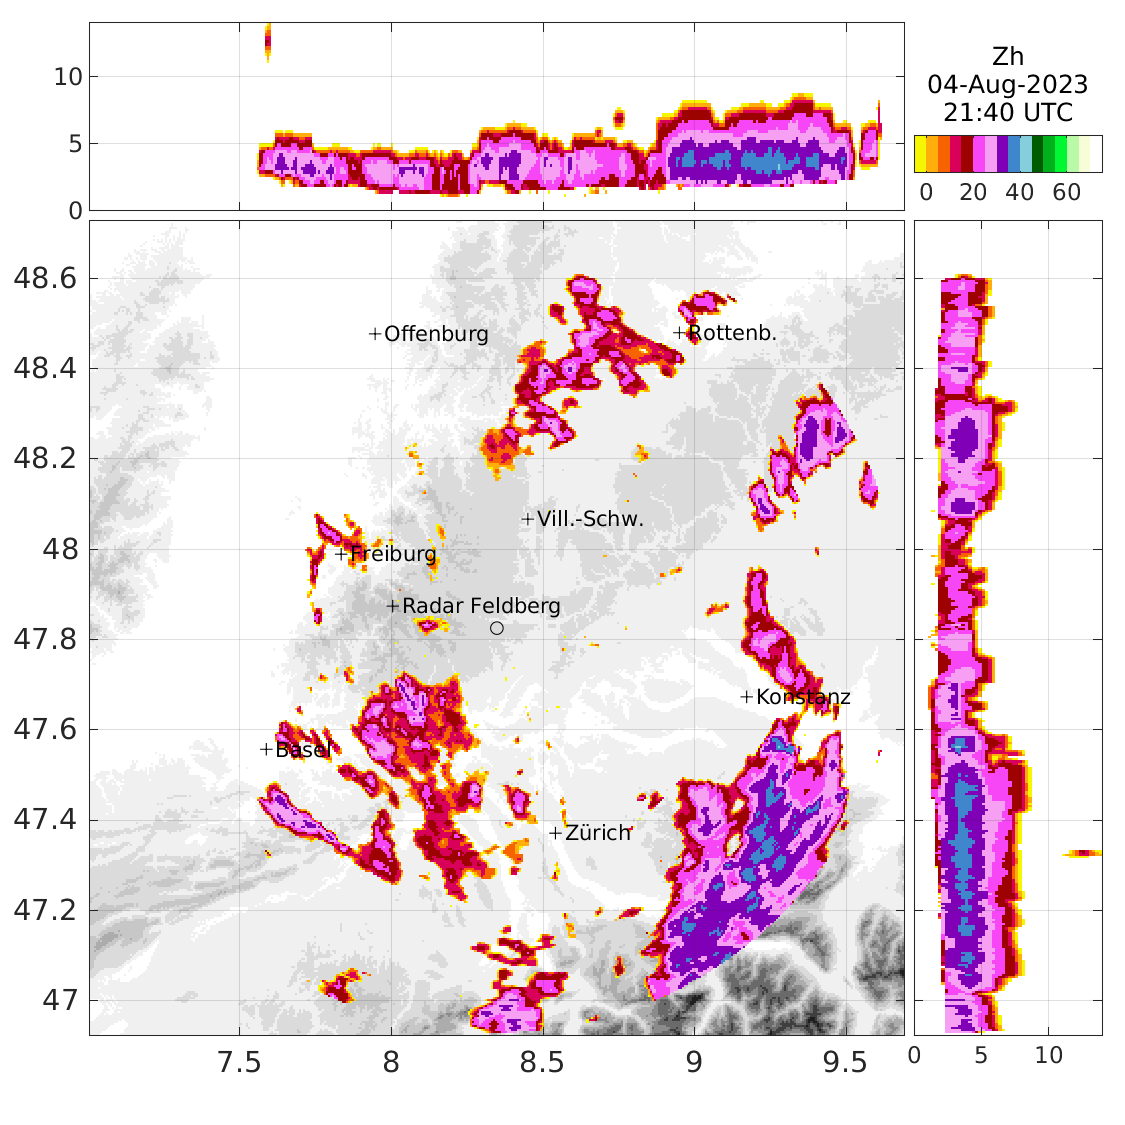 10
5
0
Zh
04-Aug-2023
21:40 UTC
0 20 40 60
48.6
48.4
48.2
48
47.8
47.6
47.4
47.2
47
+Offenburg
+Rottenb.
+Vill.-Schw.
+Freiburg
+Radar Feldberg
+Konstanz
+Basel
+Zürich
7.5 8 8.5 9 9.5
0 5 10